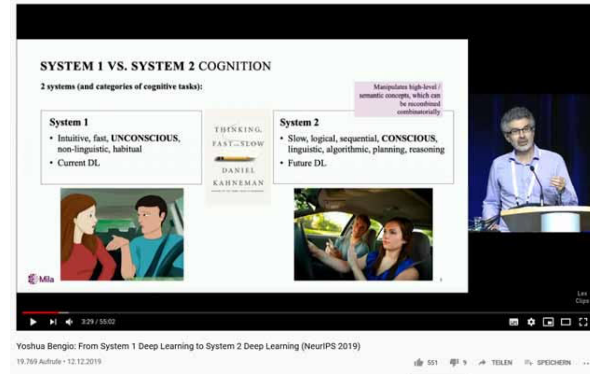 SYSTEM 1 VS. SYSTEM 2 COGNITION
2 systems (and categories of cognitive tasks):
Manipulates high-level /
semantic concepts, which can
be recombined
combinatorially
System 1
• Intuitive, fast, UNCONSCIOUS,
non-linguistic, habitual
• Current DL
THINKING,
FAST AND SLOW
DANIEL
KAHNEMAN
System 2
• Slow, logical, sequential, CONSCIOUS,
linguistic, algorithmic, planning, reasoning
• Future DL
Mila
Les
Clips
3:29 / 55:02
Yoshua Bengio: From System 1 Deep Learning to System 2 Deep Learning (NeurIPS 2019)
19.769 Aufrufe • 12.12.2019
551
9
TEILEN
SPEICHERN
...